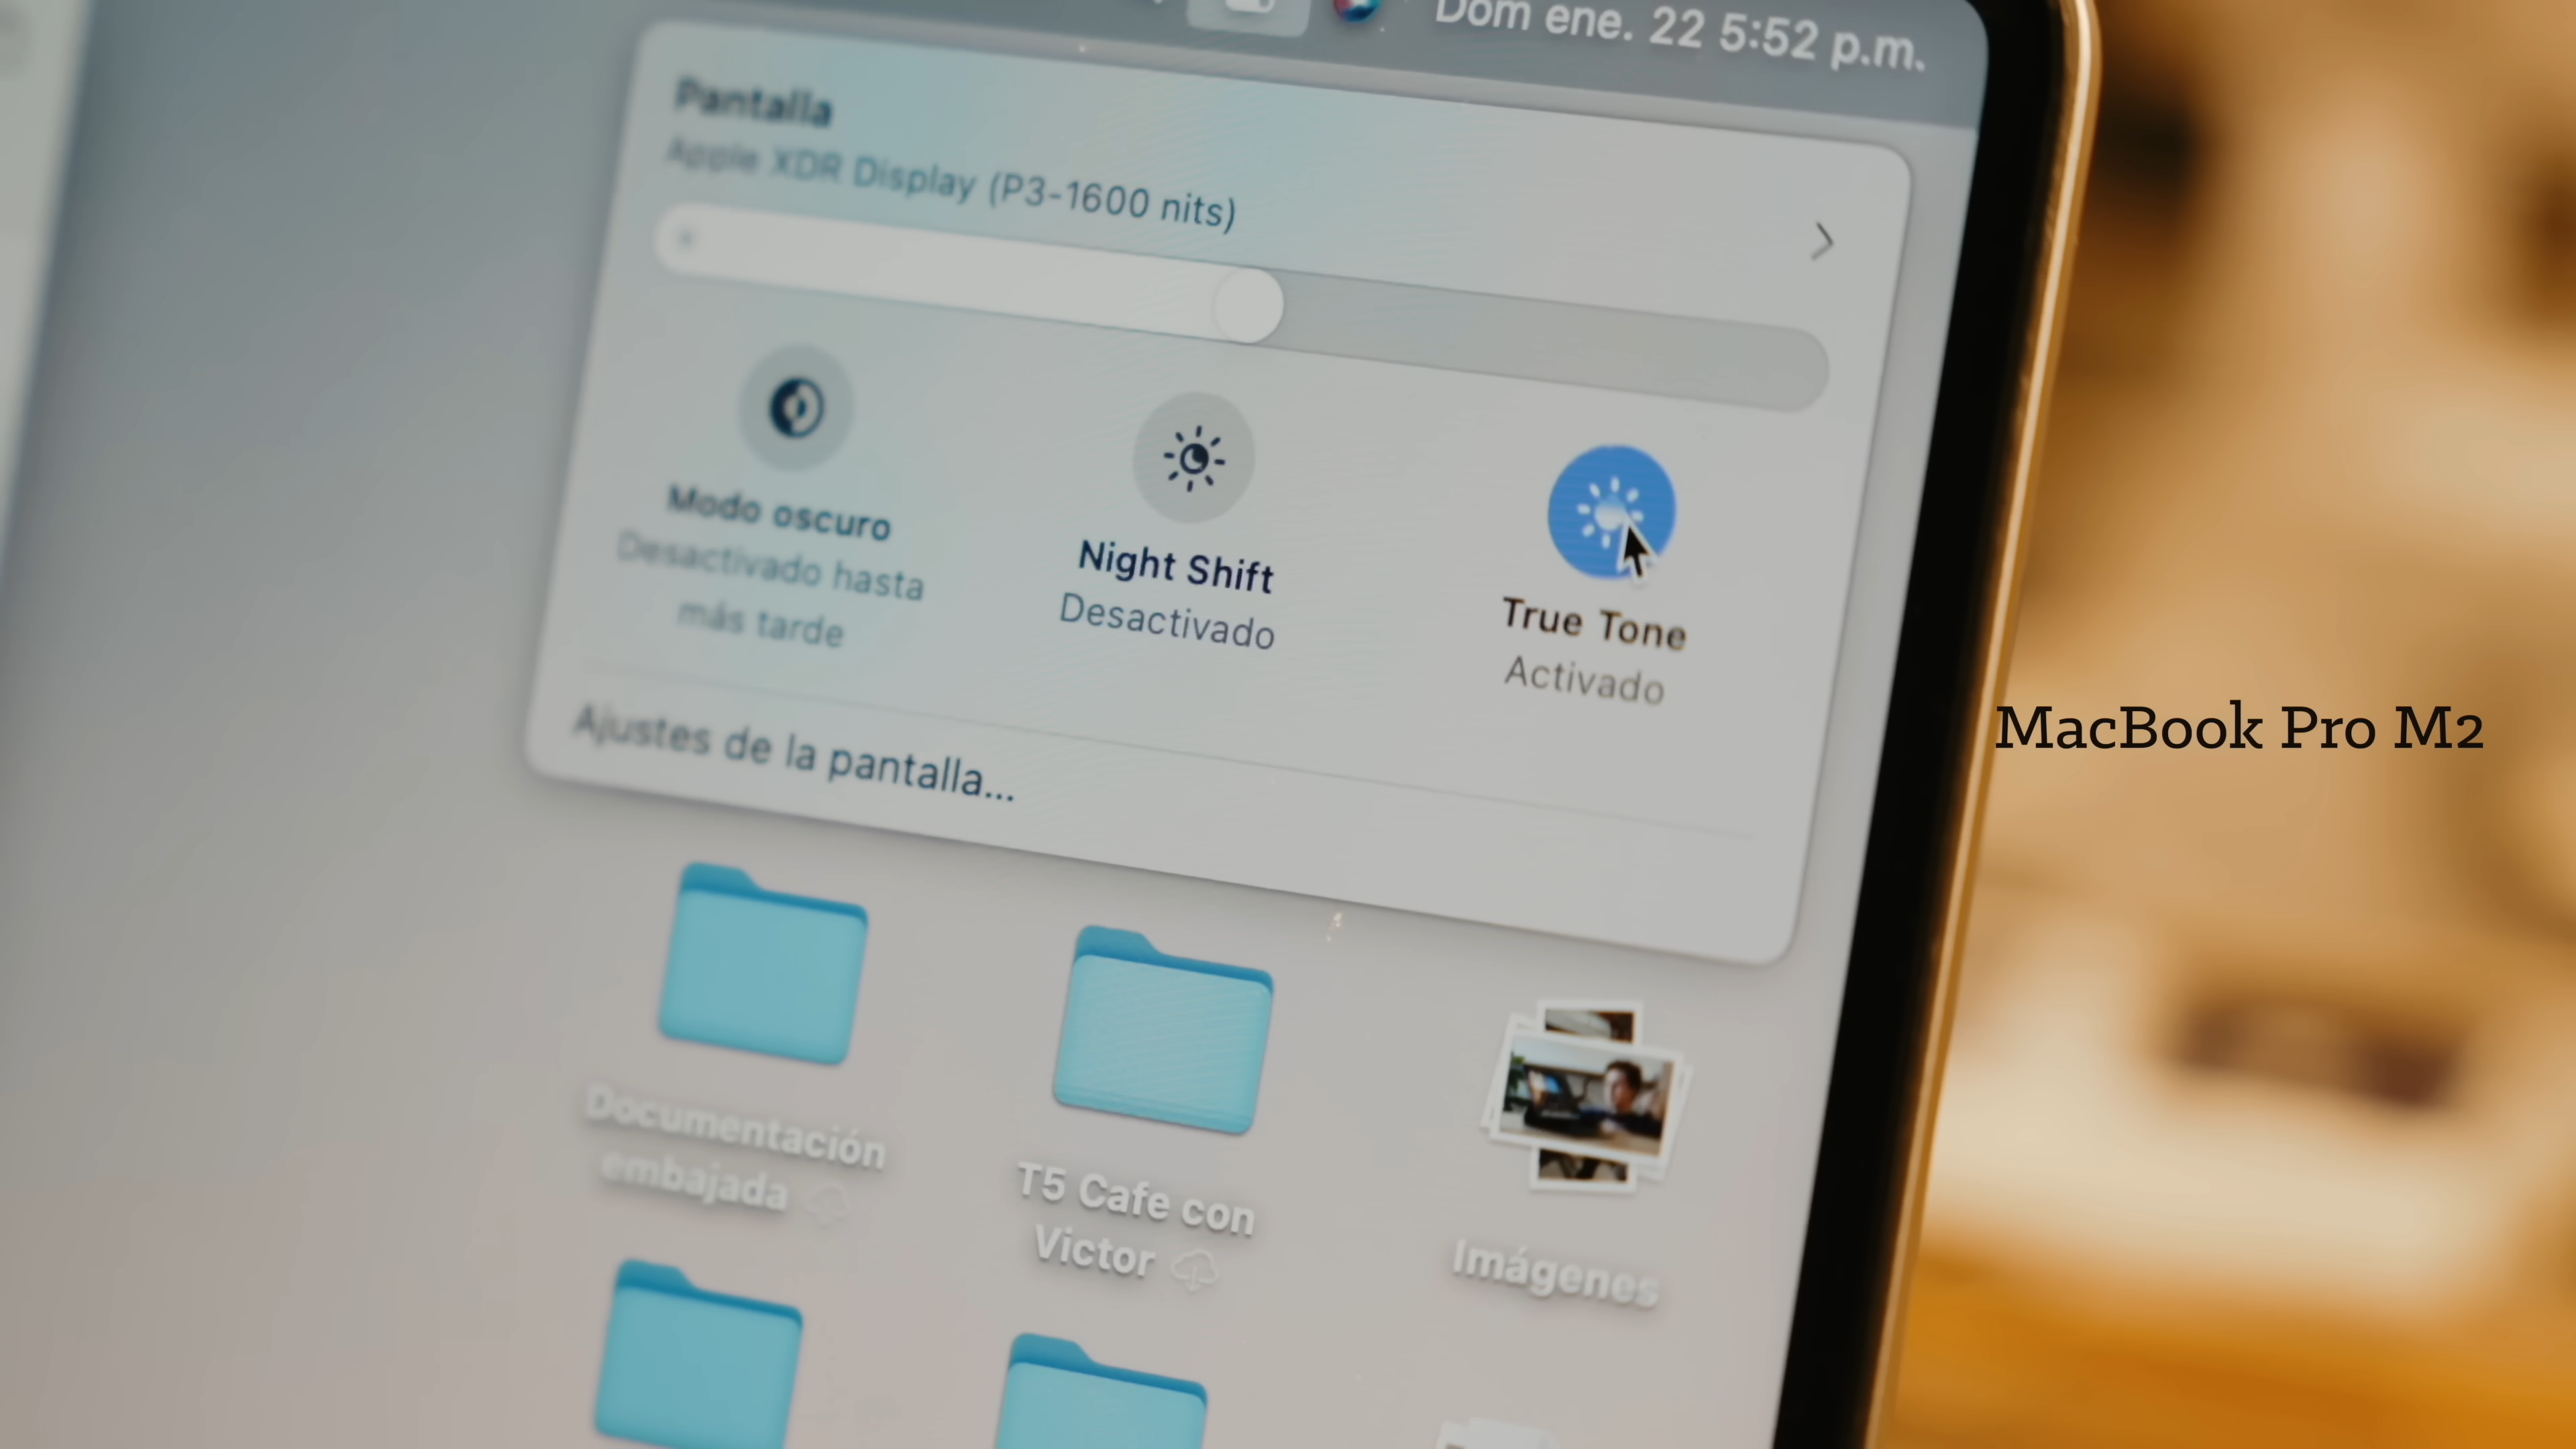 Dom ene. 22 5:52 p.m.
Pantalla
Apple XDR Display (P3-1600 nits)
Modo oscuro
Desactivado hasta
más tarde
Night Shift
Desactivado
True Tone
Activado
Ajustes de la pantalla...
MacBook Pro M2
Documentación
embajada
T5 Cafe con
Victor
Imágenes